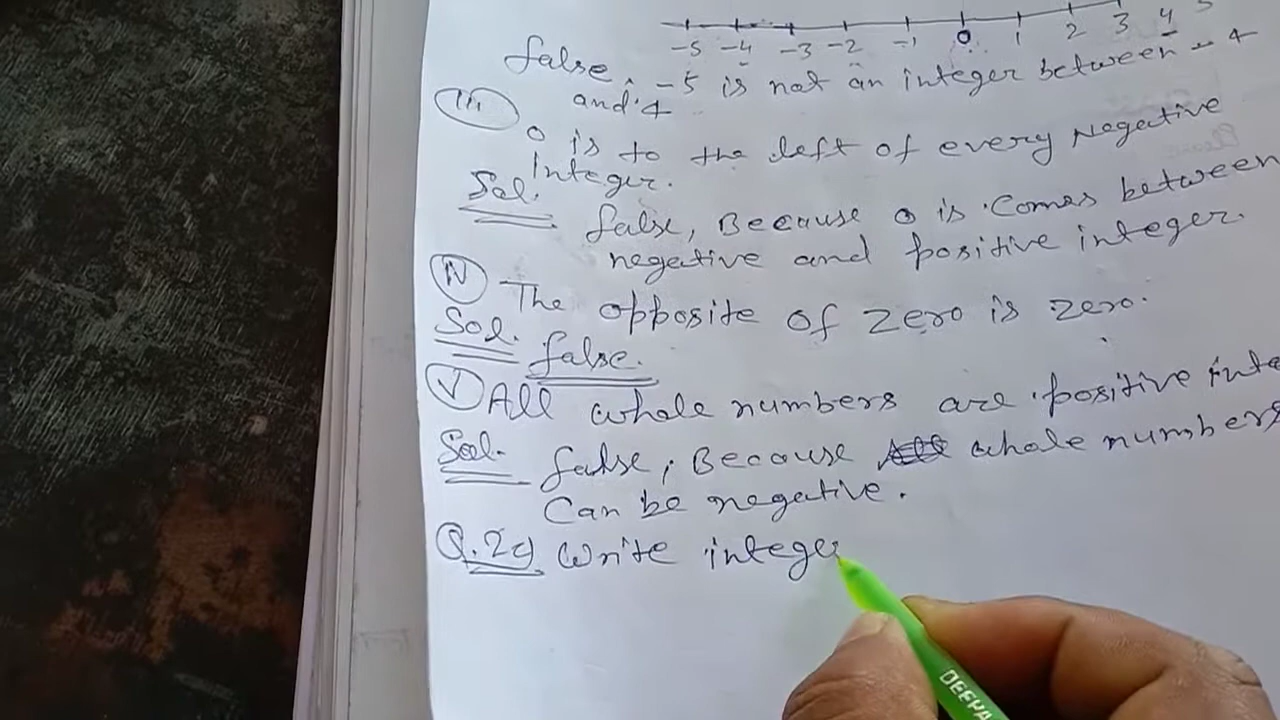 -5 -4 -3 -2 -1 0 1 2 3 4 5
false, -5 is not an integer between - 4
and 4
III 0 is to the left of every Negative
integer.
Sol. false, Because 0 is comes between
negative and positive integer.
IV The opposite of zero is zero.
Sol. false.
V All whole numbers are positive inte
Sol. false, Because whole numbers
can be negative.
Q.2c) Write integer
DEEPA